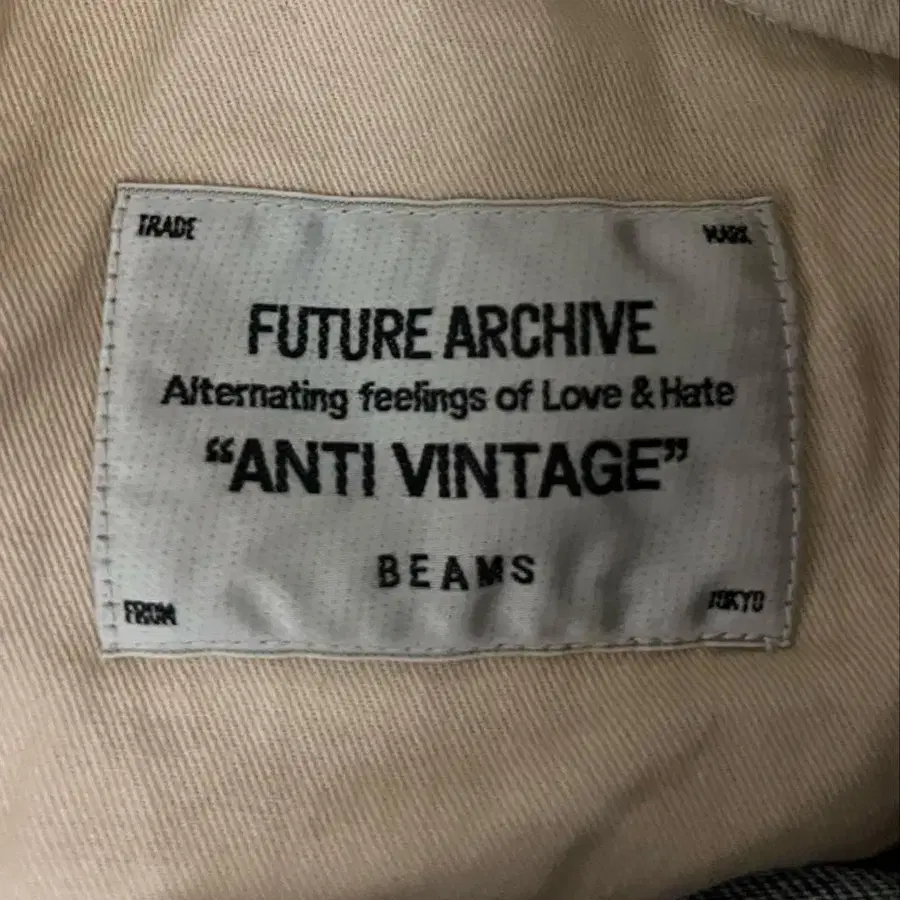 TRADE MARK
FUTURE ARCHIVE
Alternating feelings of Love & Hate
“ANTI VINTAGE”
BEAMS
FROM TOKYO